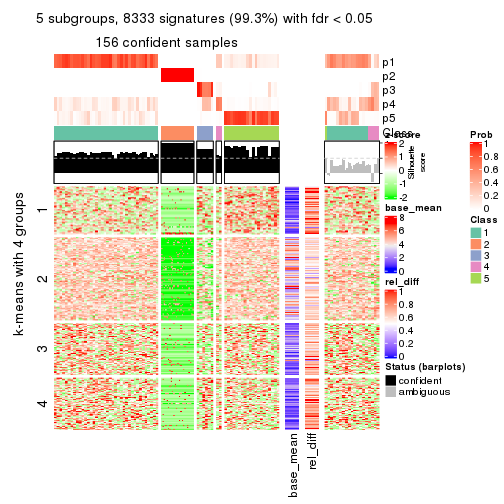 5 subgroups, 8333 signatures (99.3%) with fdr < 0.05
156 confident samples
p1
p2
p3
p4
p5
Class
1
2
3
4
k-means with 4 groups
base_mean
rel_diff
z-score
2
1
0
-1
-2
Silhouette
score
base_mean
8
6
4
2
0
rel_diff
1
0.8
0.6
0.4
0.2
0
Status (barplots)
confident
ambiguous
Prob
1
0.8
0.6
0.4
0.2
0
Class
1
2
3
4
5